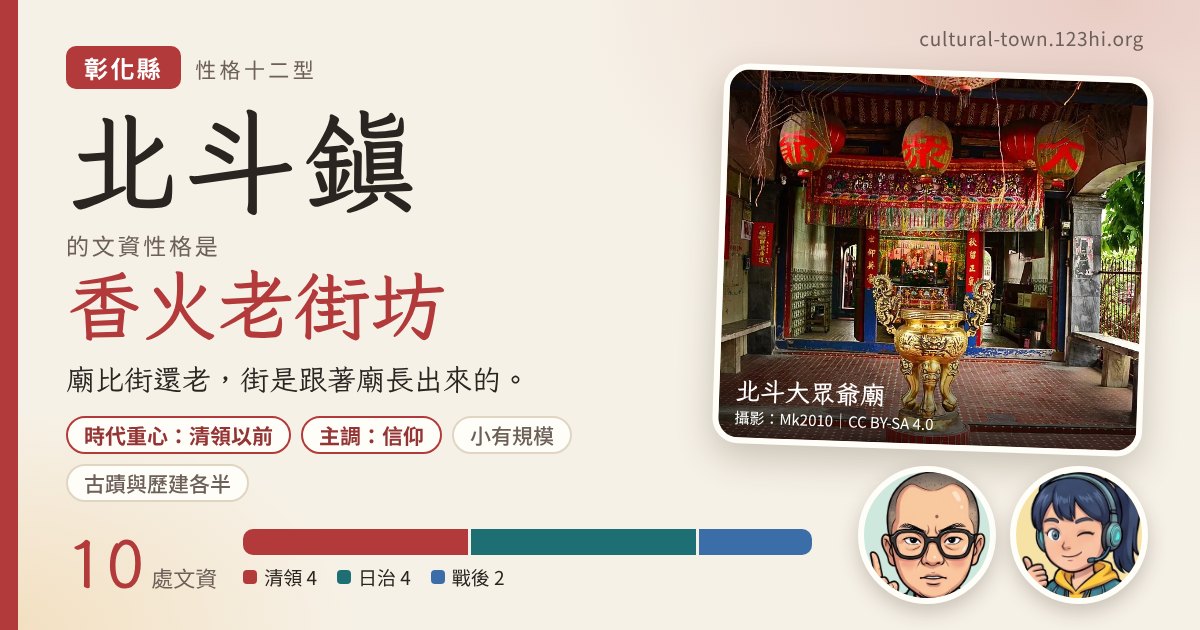 cultural-town.123hi.org
彰化縣 性格十二型
北斗鎮
的文資性格是
香火老街坊
廟比街還老，街是跟著廟長出來的。
時代重心：清領以前 主調：信仰 小有規模
古蹟與歷建各半
10 處文資
清領 4 日治 4 戰後 2
爺 眾 大
北斗大眾爺廟
攝影：Mk2010｜CC BY-SA 4.0